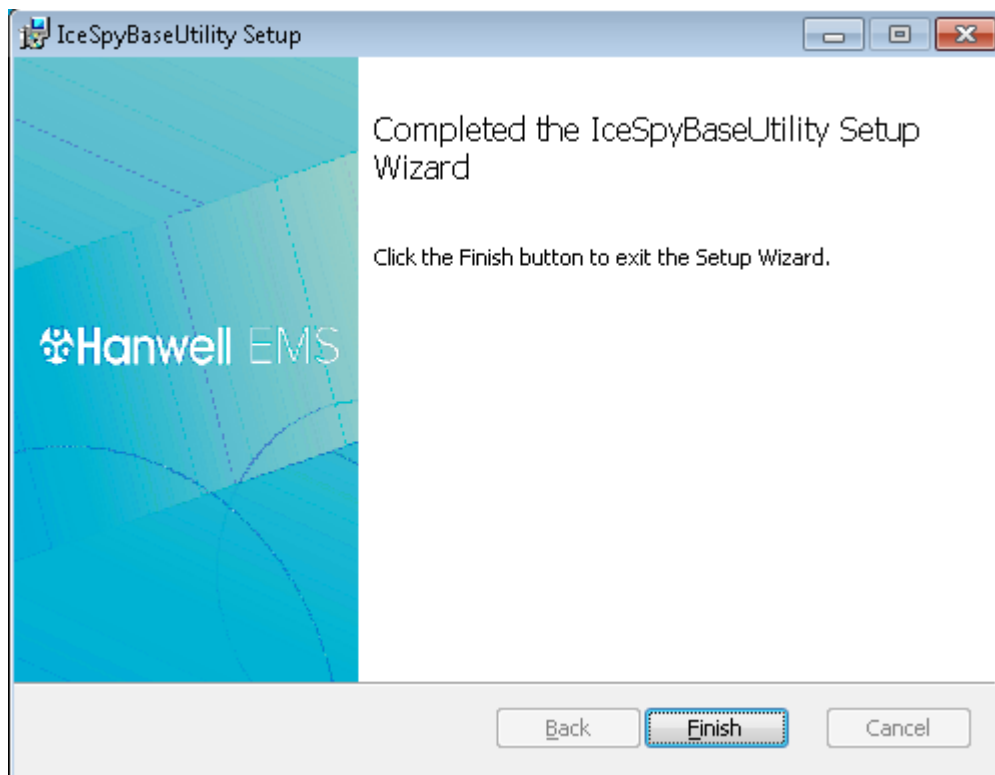 IceSpyBaseUtility Setup
Completed the IceSpyBaseUtility Setup
Wizard
Click the Finish button to exit the Setup Wizard.
Hanwell EMS
Back Finish Cancel